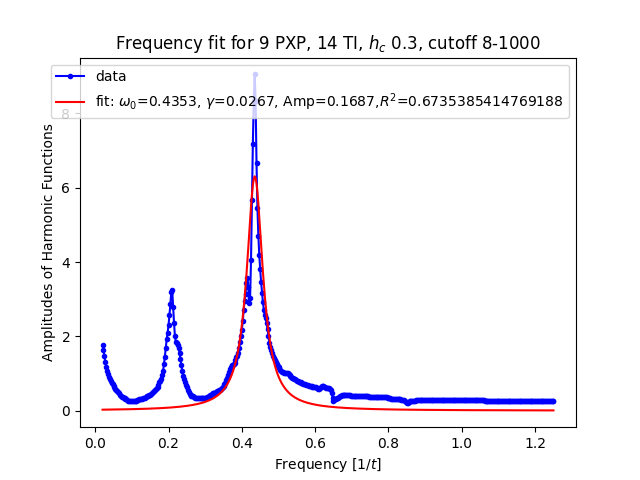 Frequency fit for 9 PXP, 14 TI, $h_c$ 0.3, cutoff 8-1000
data
fit: $\omega_0$=0.4353, $\gamma$=0.0267, Amp=0.1687,$R^2$=0.6735385414769188
Amplitudes of Harmonic Functions
8
6
4
2
0
0.0 0.2 0.4 0.6 0.8 1.0 1.2
Frequency [1/$t$]